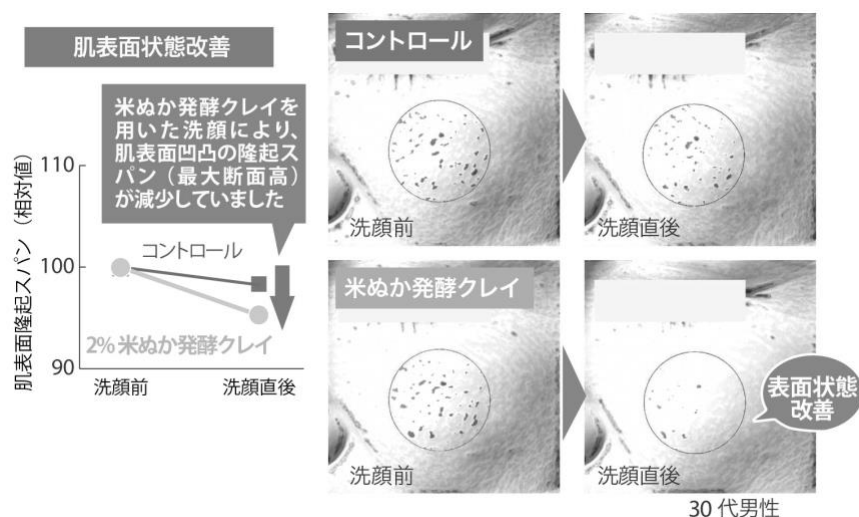 肌表面状態改善
米ぬか発酵クレイを
用いた洗顔により、
肌表面凹凸の隆起ス
パン（最大断面高）
が減少していました
肌表面隆起スパン（相対値）
110
100
90
コントロール
2% 米ぬか発酵クレイ
洗顔前
洗顔直後
コントロール
洗顔前
洗顔直後
米ぬか発酵クレイ
洗顔前
洗顔直後
表面状態
改善
30 代男性